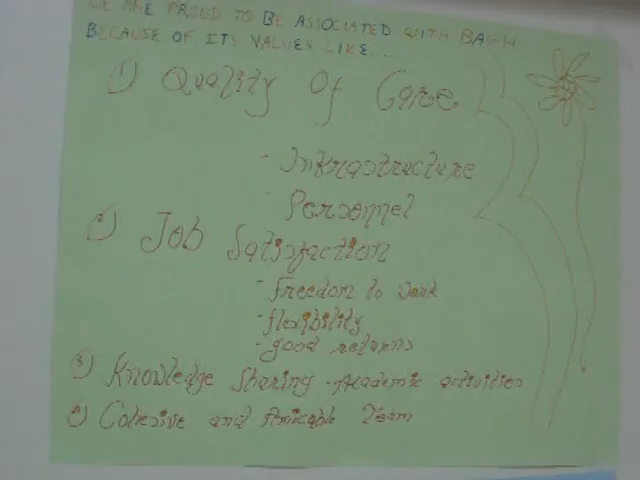 WE ARE PROUD TO BE ASSOCIATED WITH
BECAUSE OF ITS VALUES LIKE...
1) Quality Of Care
- Infrastructure
- Personnel
2) Job Satisfaction
- freedom to work
- flexibility
- good returns
3) Knowledge Sharing - Academic activities
4) Cohesive and Amicable Team